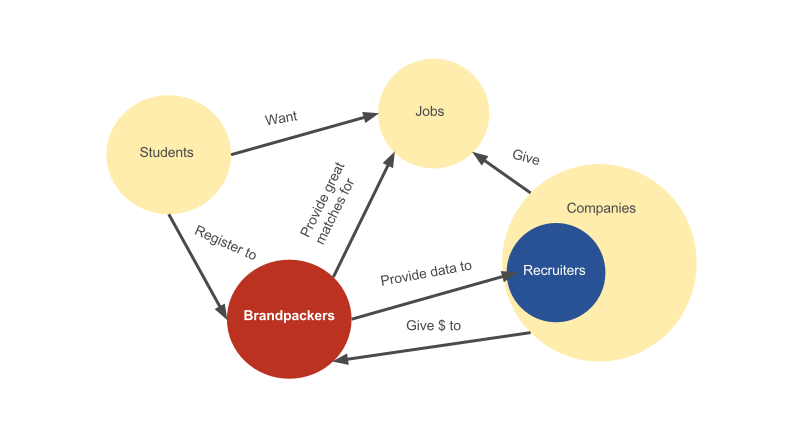 Want
Jobs
Students
Give
Provide great
matches for
Companies
Register to
Recruiters
Provide data to
Brandpackers
Give $ to